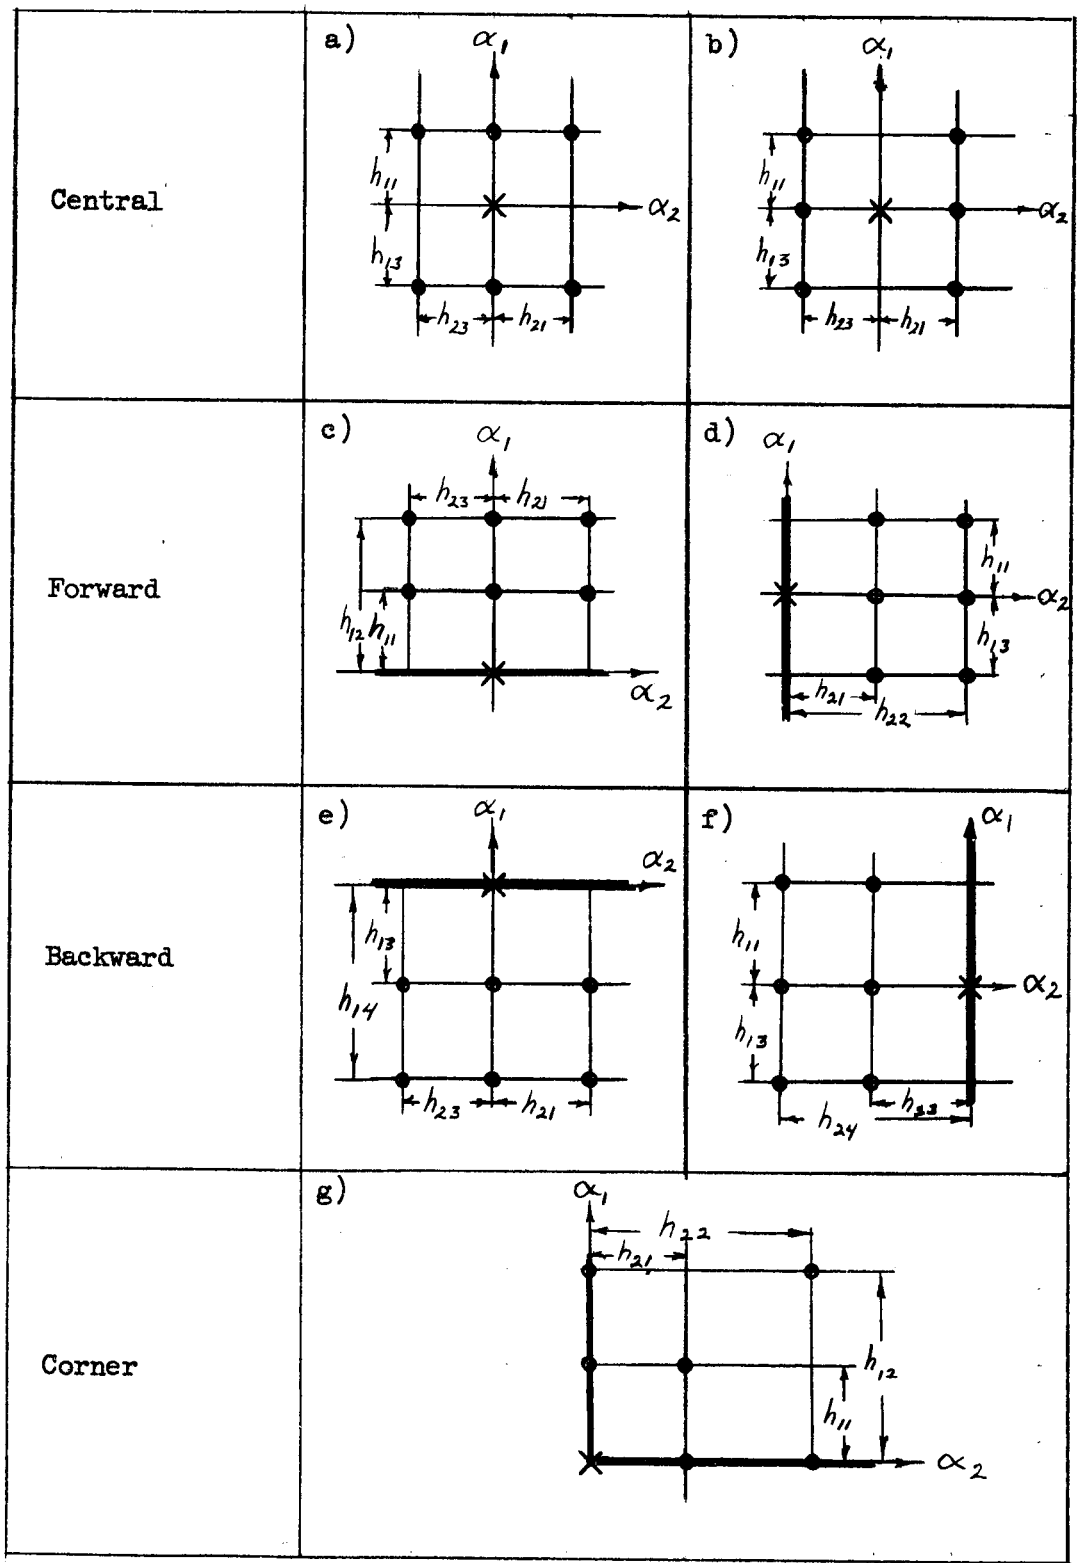 Central
a)
α₁
h₁₁
α₂
h₁₃
h₂₃ h₂₁
b)
α₁
h₁₁
α₂
h₁₃
h₂₃ h₂₁
Forward
c)
α₁
h₂₃ h₂₁
h₁₂ h₁₁
α₂
d)
α₁
h₁₁
α₂
h₁₃
h₂₁
h₂₂
Backward
e)
α₁
α₂
h₁₃
h₁₄
h₂₃ h₂₁
f)
α₁
h₁₁
α₂
h₁₃
h₂₃
h₂₄
Corner
g)
α₁
h₂₂
h₂₁
h₁₂
h₁₁
α₂